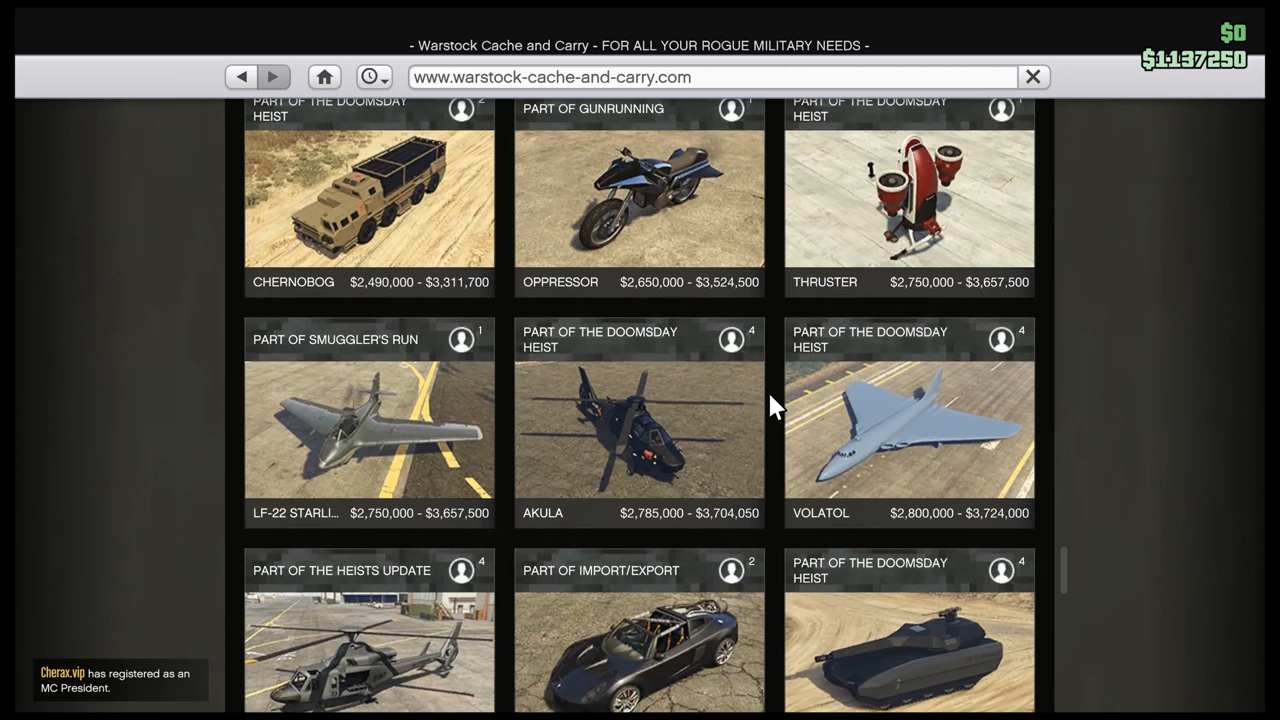 $0
- Warstock Cache and Carry - FOR ALL YOUR ROGUE MILITARY NEEDS -
$1137250
www.warstock-cache-and-carry.com
PART OF THE DOOMSDAY
HEIST
2
PART OF GUNRUNNING
1
PART OF THE DOOMSDAY
HEIST
1
CHERNOBOG $2,490,000 - $3,311,700
OPPRESSOR $2,650,000 - $3,524,500
THRUSTER $2,750,000 - $3,657,500
PART OF SMUGGLER'S RUN
1
PART OF THE DOOMSDAY
HEIST
4
PART OF THE DOOMSDAY
HEIST
4
LF-22 STARLI... $2,750,000 - $3,657,500
AKULA $2,785,000 - $3,704,050
VOLATOL $2,800,000 - $3,724,000
PART OF THE HEISTS UPDATE
4
PART OF IMPORT/EXPORT
2
PART OF THE DOOMSDAY
HEIST
4
Cherax.vip has registered as an
MC President.